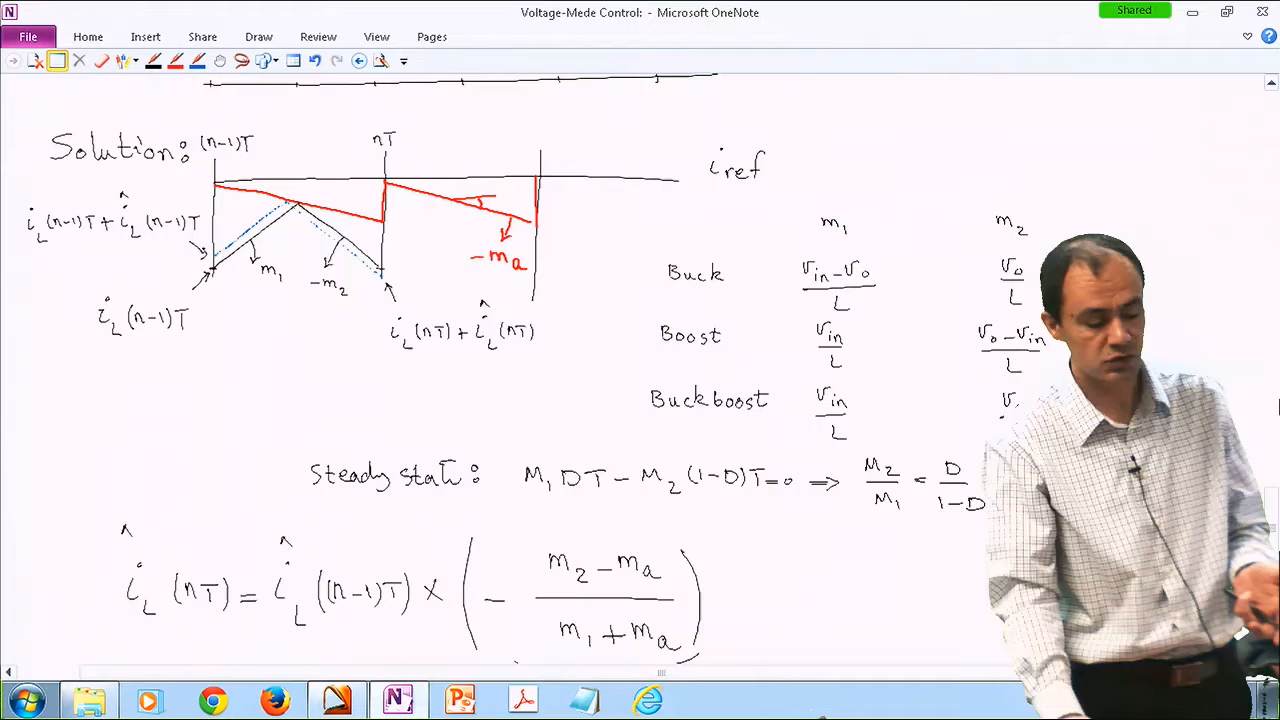 Voltage-Mede Control: - Microsoft OneNote
Shared
File Home Insert Share Draw Review View Pages
Solution: (n-1)T nT
i_ref
i_L(n-1)T + î_L(n-1)T
m_1 -m_2 -m_a
i_L(n-1)T
i_L(nT) + î_L(nT)
m_1 m_2
Buck (v_in-v_o)/L v_o/L
Boost v_in/L (v_o-v_in)/L
Buckboost v_in/L
Steady stat: M_1 DT - M_2 (1-D)T = 0 => M_2/M_1 = D/(1-D)
î_L(nT) = î_L((n-1)T) × (- (m_2-m_a)/(m_1+m_a))